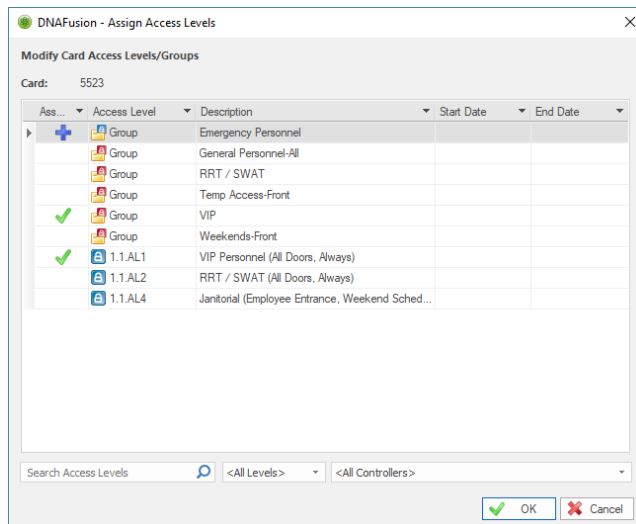 DNAFusion - Assign Access Levels
Modify Card Access Levels/Groups
Card: 5523
Ass... Access Level Description Start Date End Date
Group Emergency Personnel
Group General Personnel-All
Group RRT / SWAT
Group Temp Access-Front
Group VIP
Group Weekends-Front
1.1.AL1 VIP Personnel (All Doors, Always)
1.1.AL2 RRT / SWAT (All Doors, Always)
1.1.AL4 Janitorial (Employee Entrance, Weekend Sched...
Search Access Levels <All Levels> <All Controllers>
OK Cancel